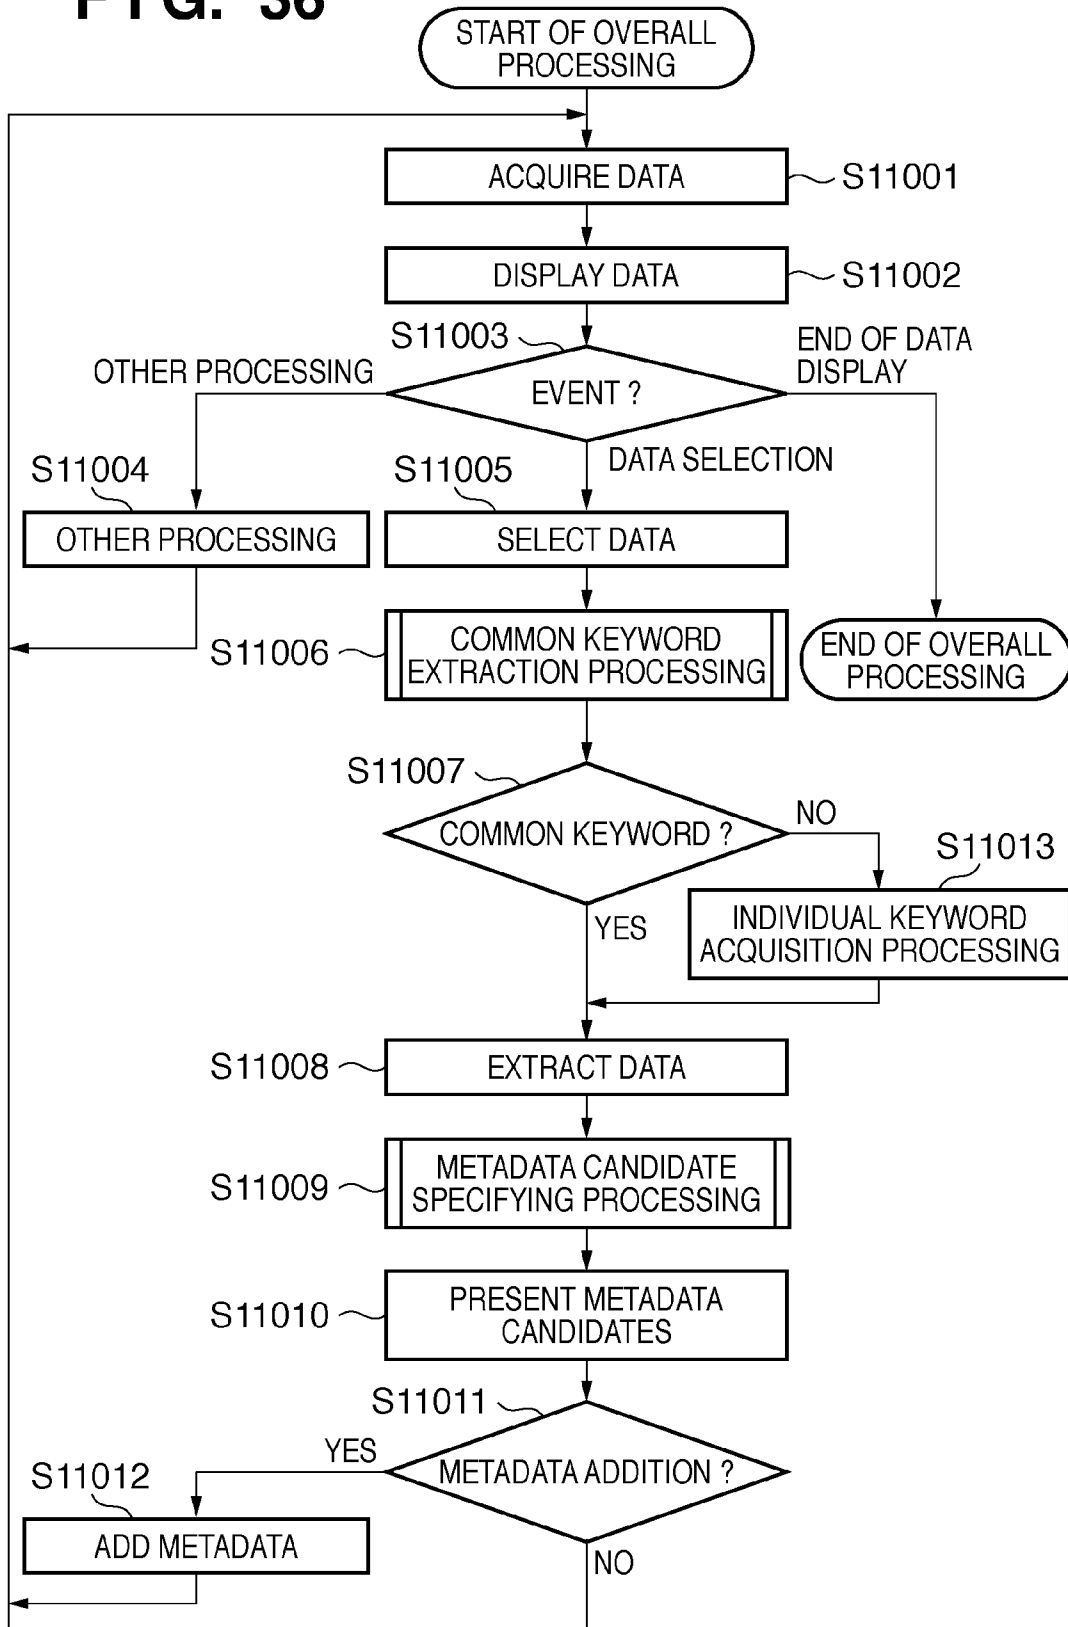 FIG. 36
START OF OVERALL
PROCESSING
ACQUIRE DATA
S11001
DISPLAY DATA
S11002
S11003
END OF DATA
DISPLAY
OTHER PROCESSING
EVENT ?
DATA SELECTION
S11004
S11005
OTHER PROCESSING
SELECT DATA
S11006
COMMON KEYWORD
EXTRACTION PROCESSING
END OF OVERALL
PROCESSING
S11007
COMMON KEYWORD ?
NO
S11013
YES
INDIVIDUAL KEYWORD
ACQUISITION PROCESSING
S11008
EXTRACT DATA
S11009
METADATA CANDIDATE
SPECIFYING PROCESSING
S11010
PRESENT METADATA
CANDIDATES
S11011
YES
METADATA ADDITION ?
S11012
ADD METADATA
NO